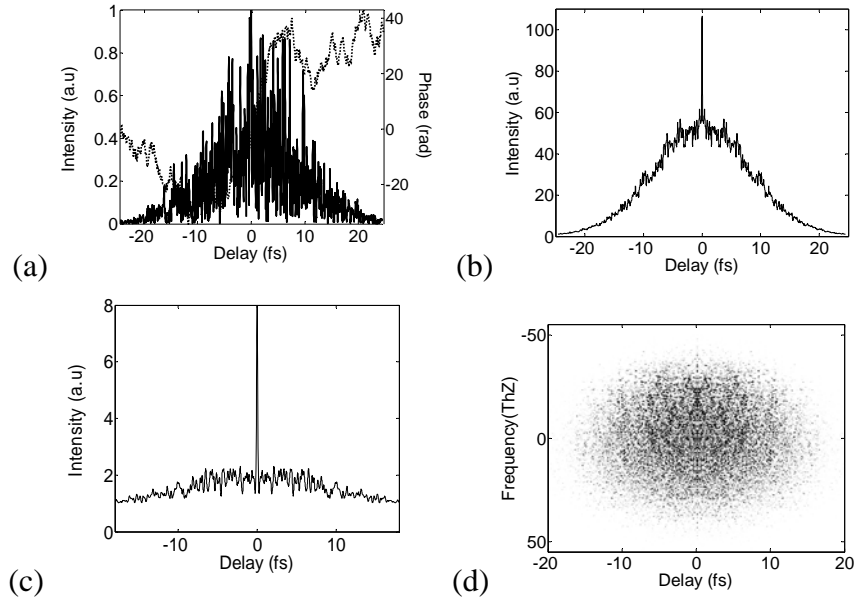 1
0.8
0.6
0.4
0.2
0
40
20
0
-20
-20 -10 0 10 20
Intensity (a.u)
Phase (rad)
Delay (fs)
(a)
100
80
60
40
20
0
-20 -10 0 10 20
Intensity (a.u)
Delay (fs)
(b)
8
6
4
2
0
-10 0 10
Intensity (a.u)
Delay (fs)
(c)
-50
0
50
-20 -10 0 10 20
Frequency(ThZ)
Delay (fs)
(d)